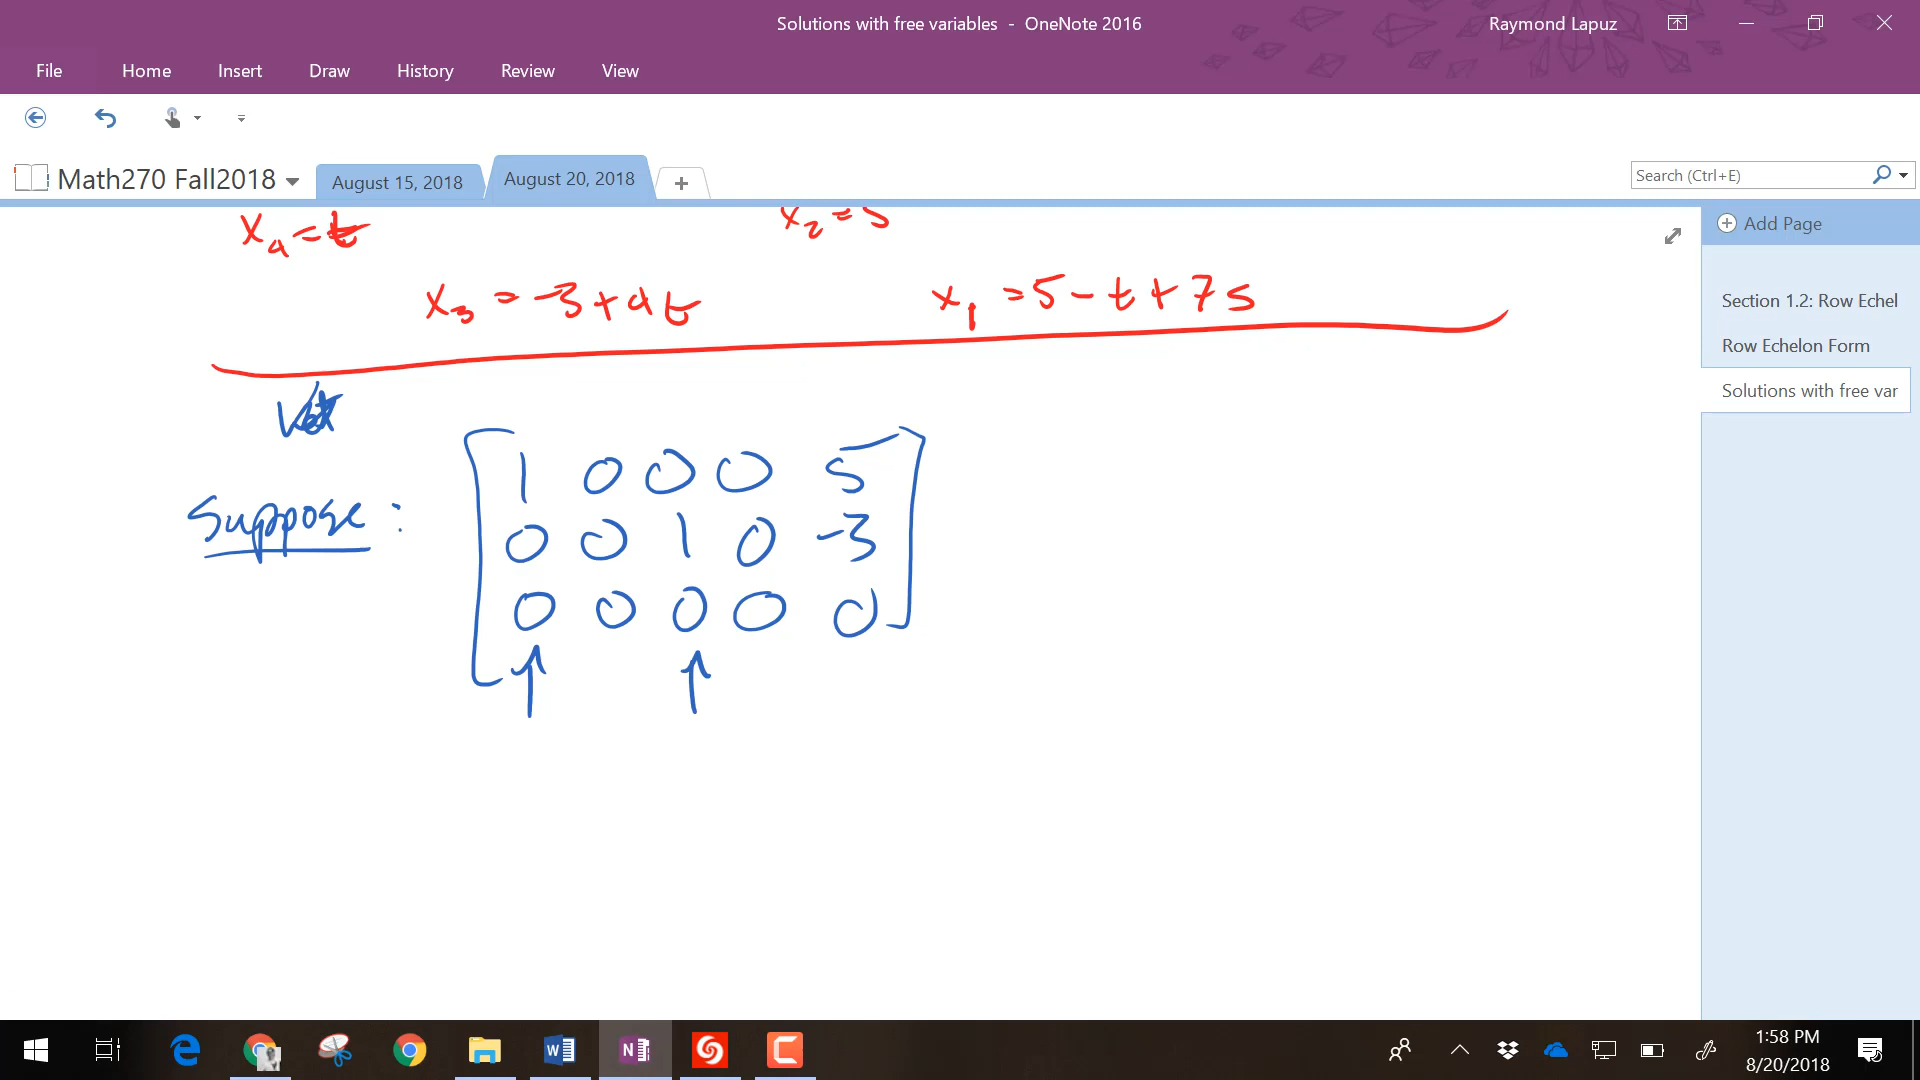 Solutions with free variables - OneNote 2016
Raymond Lapuz
File Home Insert Draw History Review View
Math270 Fall2018
August 15, 2018
August 20, 2018
Search (Ctrl+E)
Add Page
Section 1.2: Row Echel
Row Echelon Form
Solutions with free var
x₄ = t
x₂ = s
x₃ = -3 + 4t
x₁ = 5 - t + 7s
Suppose :
1 0 0 0 5
0 0 1 0 -3
0 0 0 0 0
1:58 PM
8/20/2018